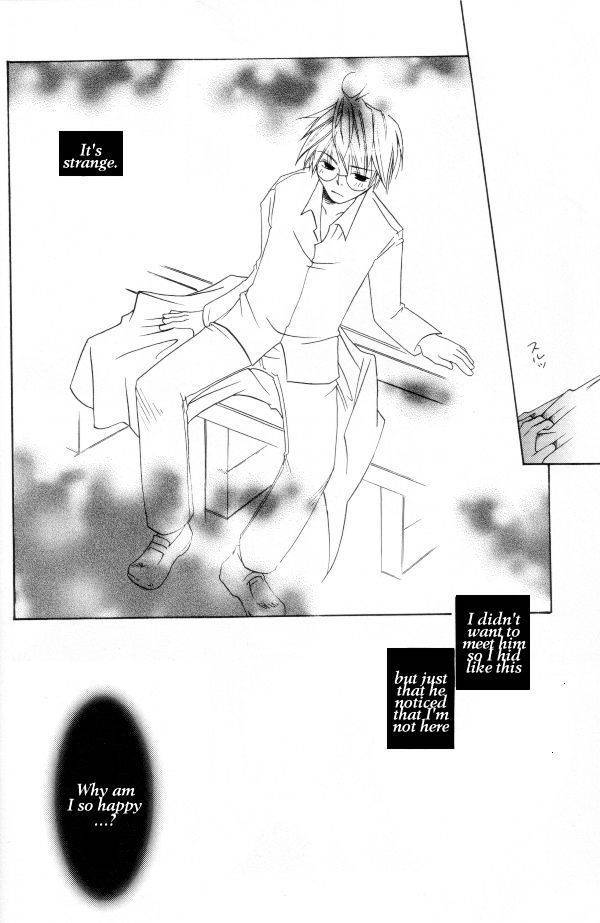 It's
strange.
スルッ
I didn't
want to
meet him
so I hid
like this
but just
that he
noticed
that I'm
not here
Why am
I so happy
...?